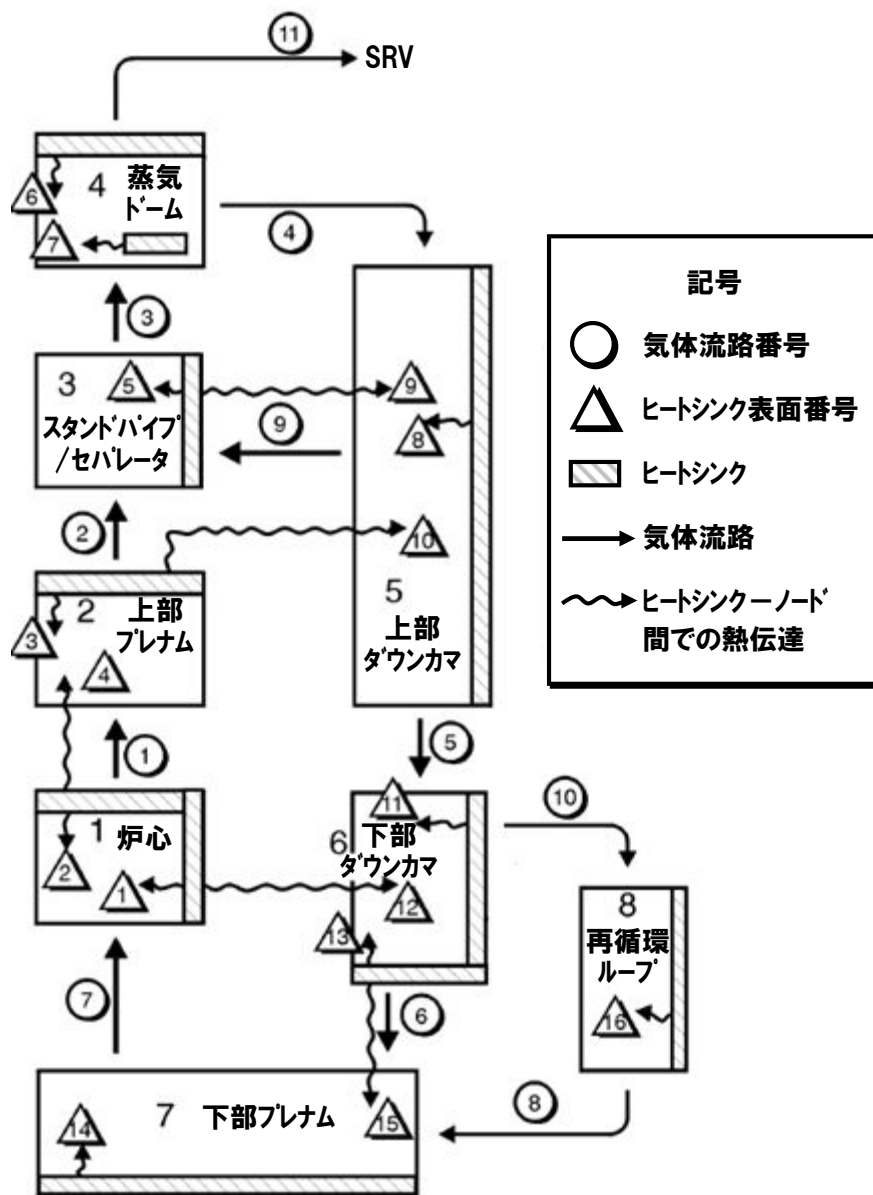 11
SRV
4 蒸気
ドーム
6
7
4
3
3
5
スタンドパイプ
/セパレータ
9
9
8
2
10
2
上部
プレナム
3
4
5
上部
ダウンカマ
1
5
1 炉心
2
1
11
6
下部
ダウンカマ
12
13
10
8
再循環
ループ
16
7
6
7 下部プレナム
14
15
8
記号
気体流路番号
ヒートシンク表面番号
ヒートシンク
気体流路
ヒートシンクーノード
間での熱伝達